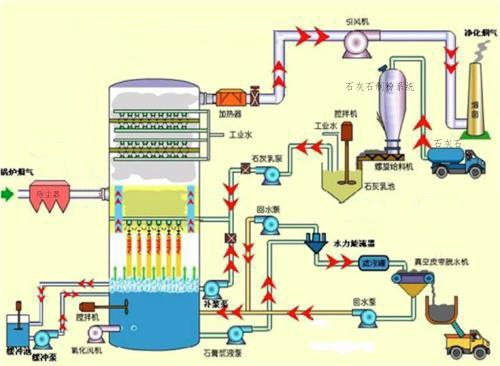 引风机
净化烟气
石灰石制粉系统
加热器
搅拌机
烟囱
工业水
工业水
石灰石
锅炉烟气
石灰乳泵
螺旋给料机
除尘器
石灰乳池
回水泵
水力旋流器
真空皮带脱水机
滤液罐
补浆泵
回水泵
搅拌机
缓冲池
缓冲泵
氧化风机
石膏浆液泵